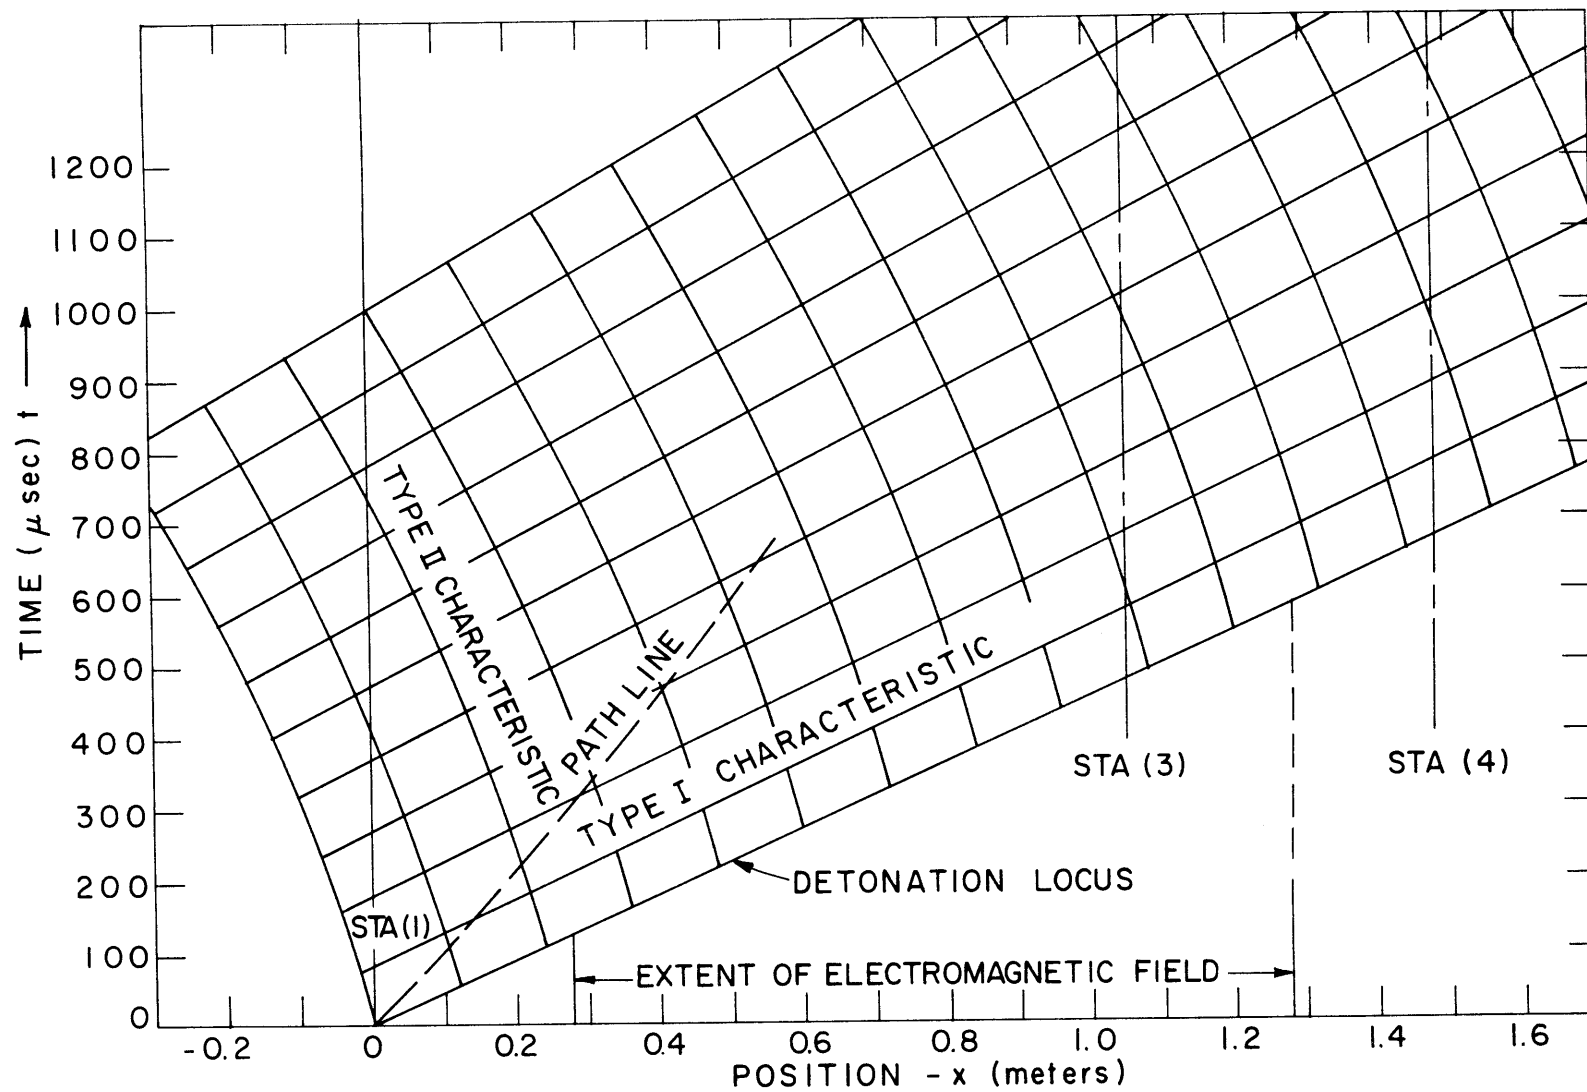 1200
1100
1000
900
800
700
600
500
400
300
200
100
0
TIME (μ sec) t
TYPE II CHARACTERISTIC
PATH LINE
TYPE I CHARACTERISTIC
STA (3)
STA (4)
DETONATION LOCUS
STA (1)
EXTENT OF ELECTROMAGNETIC FIELD
-0.2 0 0.2 0.4 0.6 0.8 1.0 1.2 1.4 1.6
POSITION - x (meters)